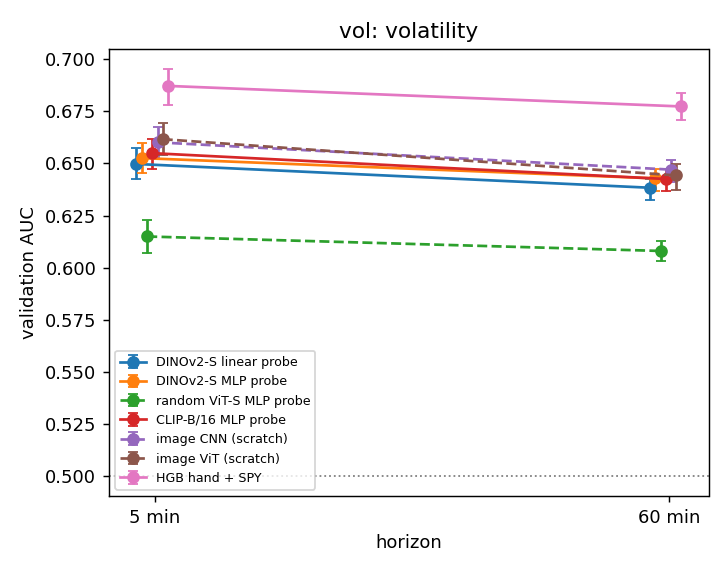 vol: volatility
0.700
0.675
0.650
0.625
0.600
0.575
0.550
0.525
0.500
validation AUC
DINOv2-S linear probe
DINOv2-S MLP probe
random ViT-S MLP probe
CLIP-B/16 MLP probe
image CNN (scratch)
image ViT (scratch)
HGB hand + SPY
5 min
60 min
horizon